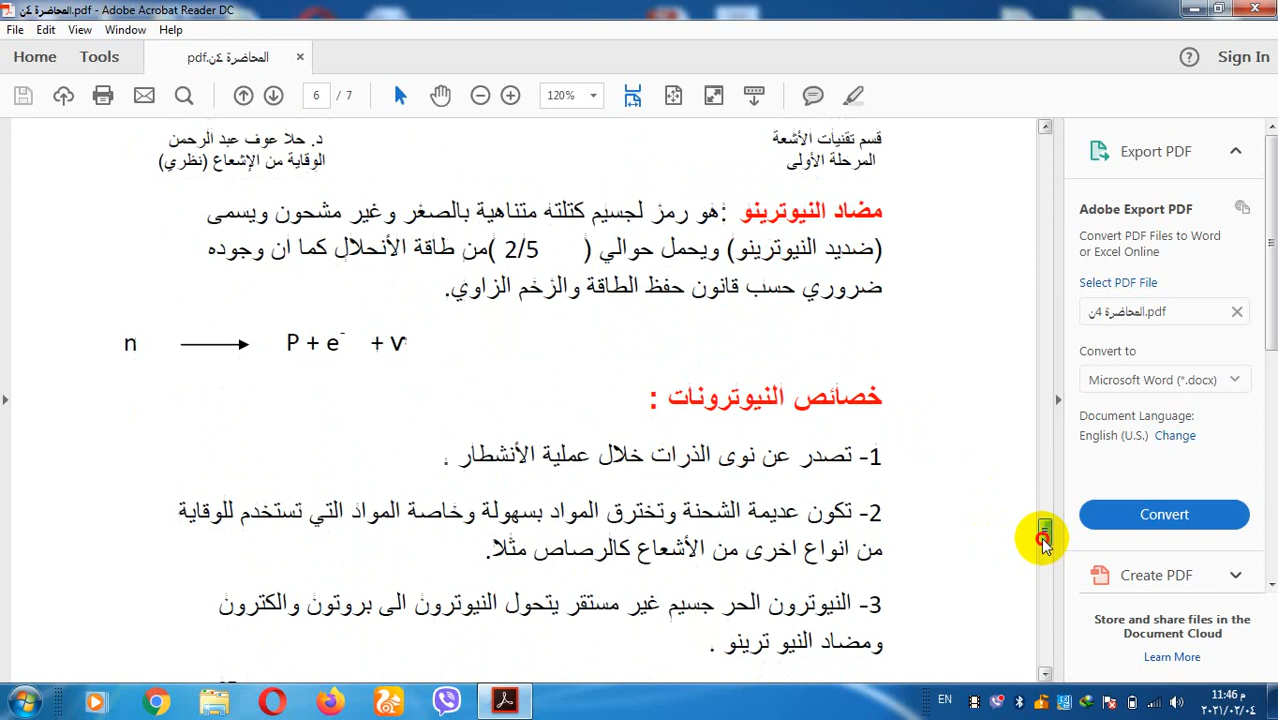 المحاضرة 4ن.pdf - Adobe Acrobat Reader DC
File Edit View Window Help
Home Tools المحاضرة 4ن.pdf ×
6 / 7 120%
Sign In
قسم تقنيات الأشعة
د. حلا عوف عبد الرحمن
المرحلة الأولى
الوقاية من الإشعاع (نظري)
مضاد النيوترينو :هو رمز لجسيم كتلته متناهية بالصغر وغير مشحون ويسمى
(ضديد النيوترينو) ويحمل حوالي ( 2/5 )من طاقة الأنحلال كما ان وجوده
ضروري حسب قانون حفظ الطاقة والزخم الزاوي.
n ⟶ P + e⁻ + v
خصائص النيوترونات :
1- تصدر عن نوى الذرات خلال عملية الأنشطار .
2- تكون عديمة الشحنة وتخترق المواد بسهولة وخاصة المواد التي تستخدم للوقاية
من انواع اخرى من الأشعاع كالرصاص مثلا.
3- النيوترون الحر جسيم غير مستقر يتحول النيوترون الى بروتون والكترون
ومضاد النيو ترينو .
Export PDF
Adobe Export PDF
Convert PDF Files to Word
or Excel Online
Select PDF File
المحاضرة 4ن.pdf
Convert to
Microsoft Word (*.docx)
Document Language:
English (U.S.) Change
Convert
Create PDF
Store and share files in the
Document Cloud
Learn More
EN
11:46 م
٢٠٢١/٠٢/٠٤